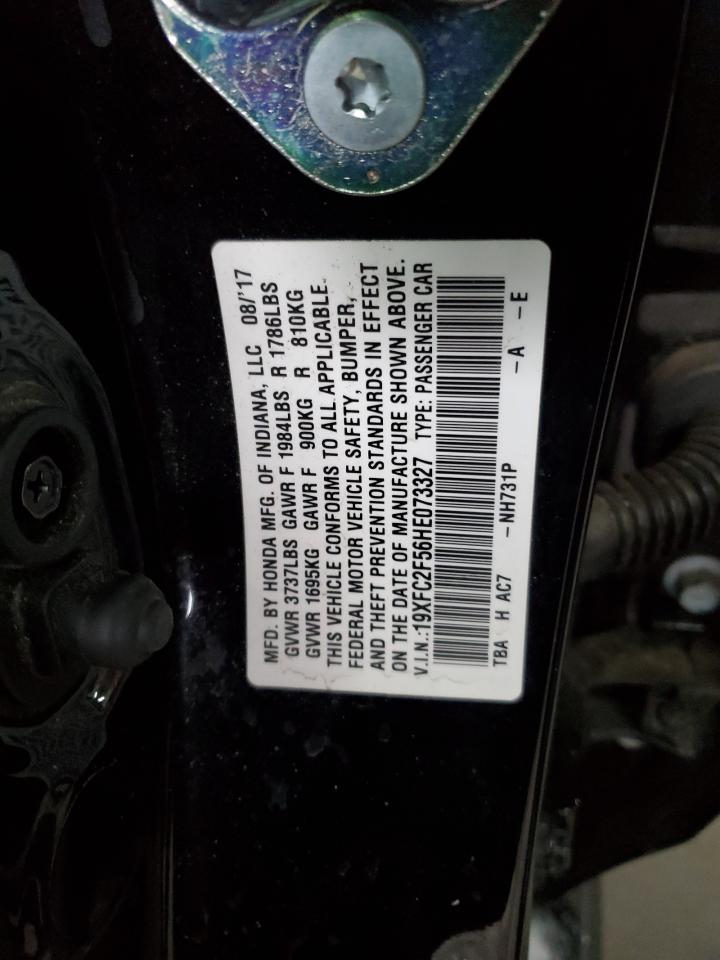 MFD. BY HONDA MFG. OF INDIANA, LLC 08/'17
GVWR 3737LBS GAWR F 1984LBS R 1786LBS
GVWR 1695KG GAWR F 900KG R 810KG
THIS VEHICLE CONFORMS TO ALL APPLICABLE
FEDERAL MOTOR VEHICLE SAFETY, BUMPER,
AND THEFT PREVENTION STANDARDS IN EFFECT
ON THE DATE OF MANUFACTURE SHOWN ABOVE.
V.I.N.:19XFC2F56HE073327 TYPE: PASSENGER CAR
TBA H AC7 -NH731P -A -E